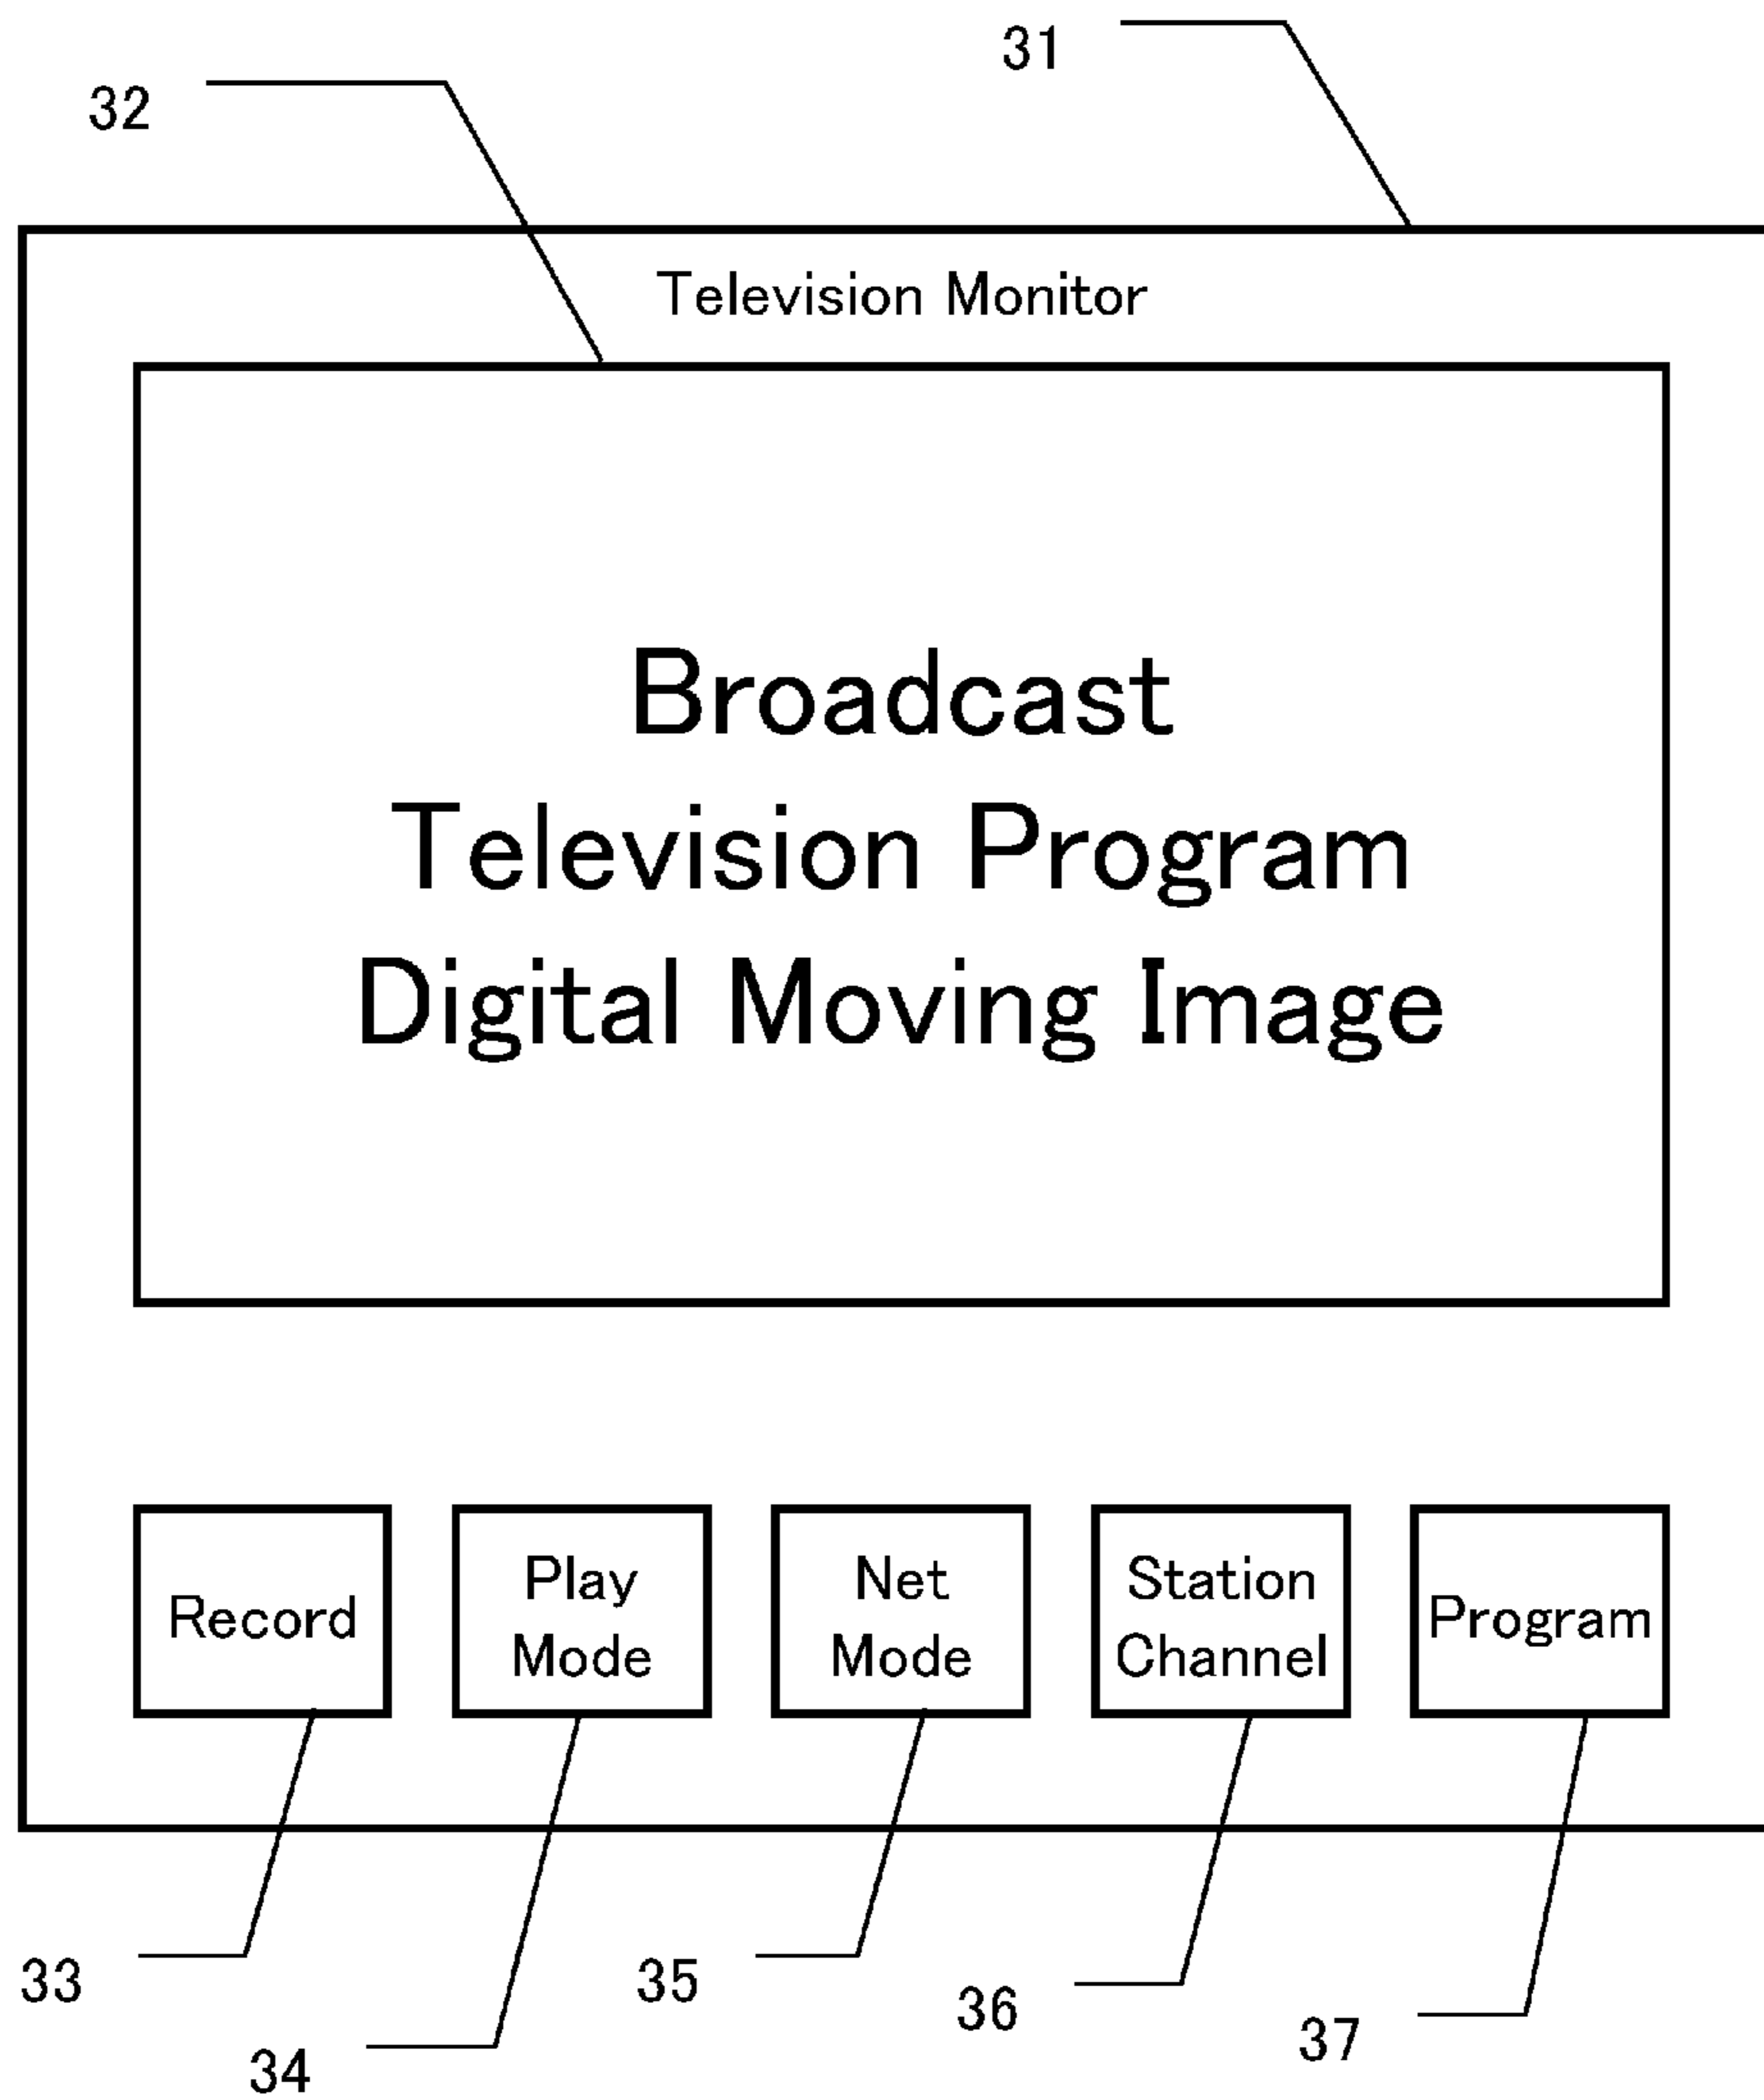 31
32
Television Monitor
Broadcast
Television Program
Digital Moving Image
Record
Play
Mode
Net
Mode
Station
Channel
Program
33
35
36
37
34